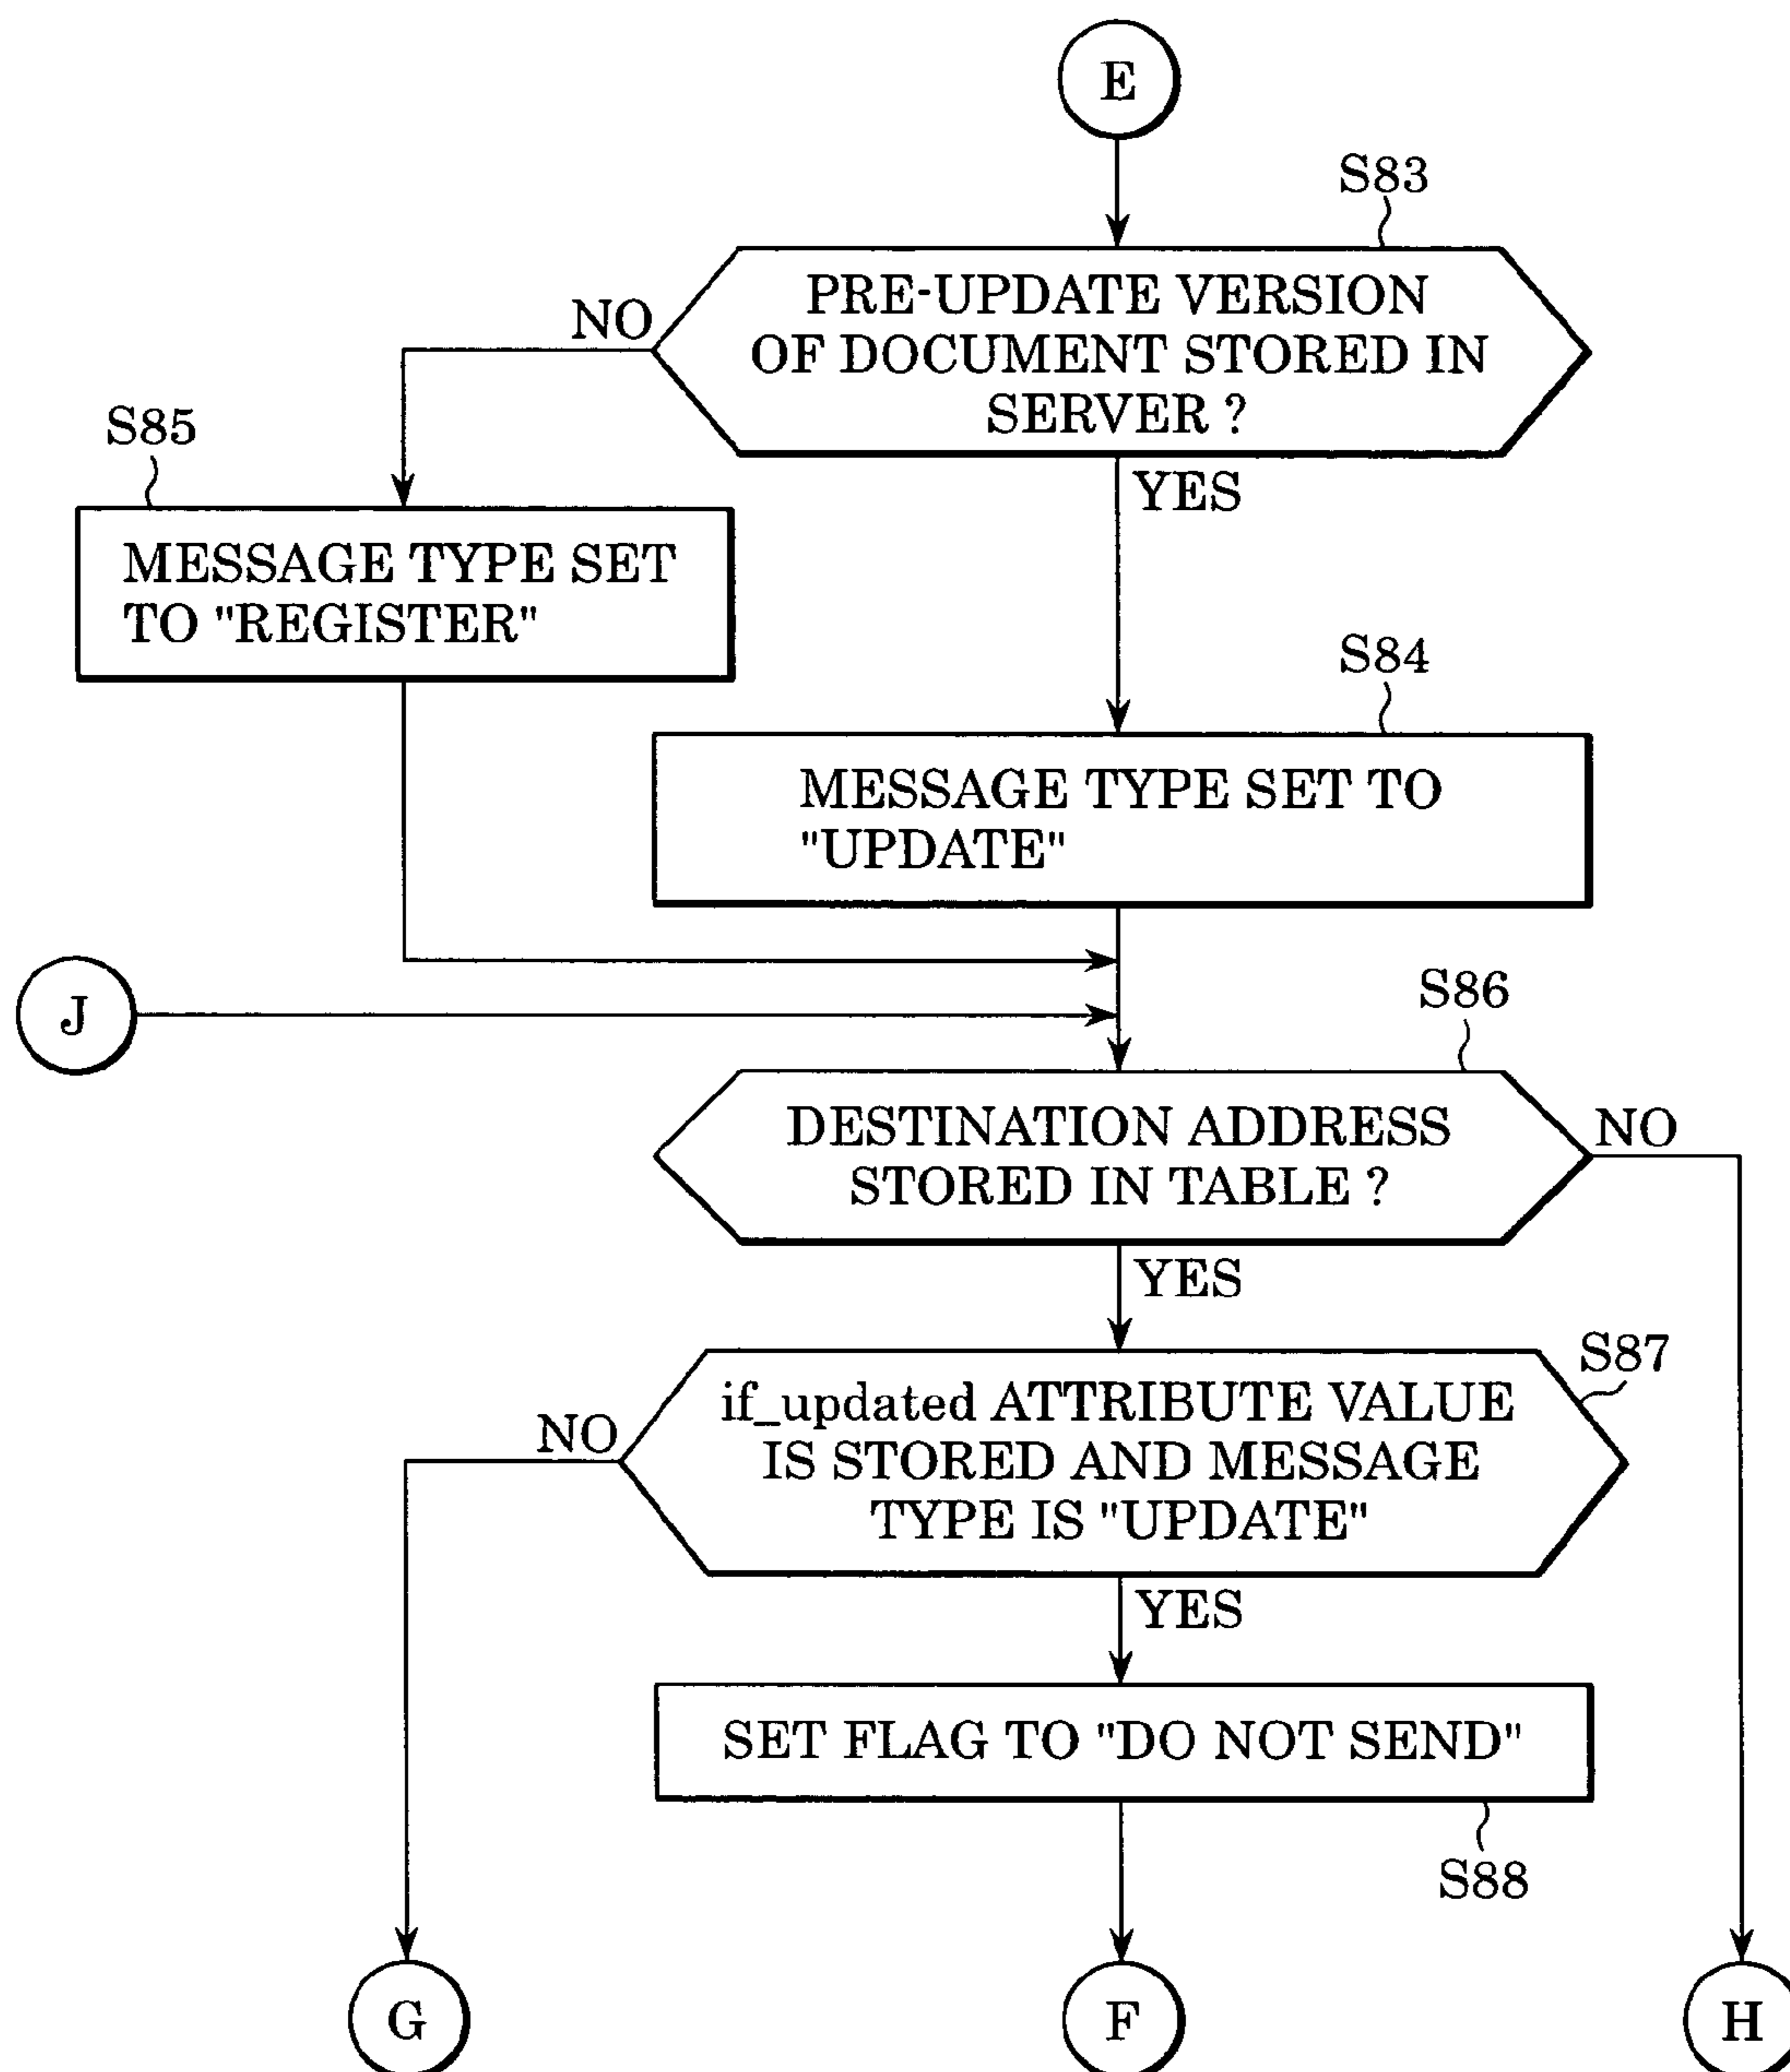 E
S83
PRE-UPDATE VERSION
OF DOCUMENT STORED IN
SERVER ?
NO
YES
S85
MESSAGE TYPE SET
TO "REGISTER"
S84
MESSAGE TYPE SET TO
"UPDATE"
J
S86
DESTINATION ADDRESS
STORED IN TABLE ?
NO
YES
S87
if_updated ATTRIBUTE VALUE
IS STORED AND MESSAGE
TYPE IS "UPDATE"
NO
YES
SET FLAG TO "DO NOT SEND"
S88
G
F
H